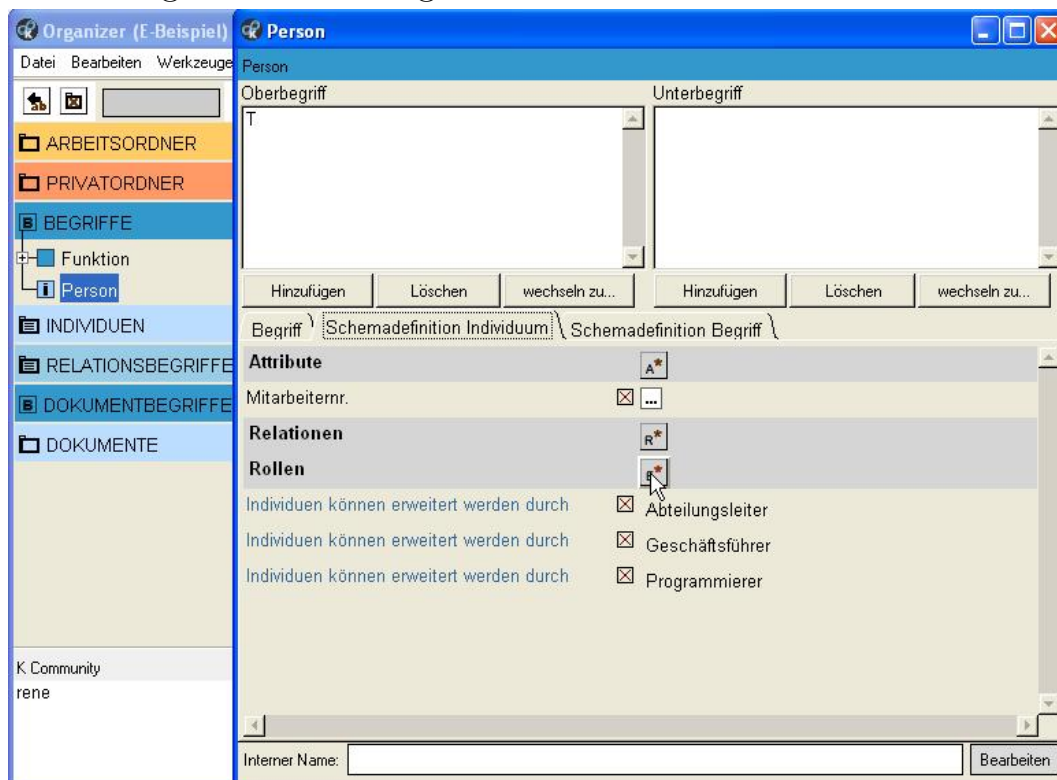 Organizer (E-Beispiel)
Person
Datei Bearbeiten Werkzeuge
Person
Oberbegriff
Unterbegriff
T
ARBEITSORDNER
PRIVATORDNER
BEGRIFFE
Funktion
Person
INDIVIDUEN
RELATIONSBEGRIFFE
DOKUMENTBEGRIFFE
DOKUMENTE
Hinzufügen Löschen wechseln zu... Hinzufügen Löschen wechseln zu...
Begriff Schemadefinition Individuum Schemadefinition Begriff
Attribute A*
Mitarbeiternr. ...
Relationen R*
Rollen
Individuen können erweitert werden durch Abteilungsleiter
Individuen können erweitert werden durch Geschäftsführer
Individuen können erweitert werden durch Programmierer
K Community
rene
Interner Name: Bearbeiten